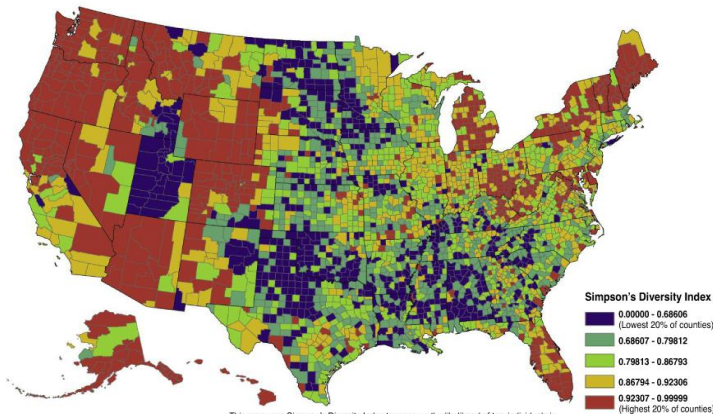 Simpson's Diversity Index
0.00000 - 0.68606
(Lowest 20% of counties)
0.68607 - 0.79812
0.79813 - 0.86793
0.86794 - 0.92306
0.92307 - 0.99999
(Highest 20% of counties)